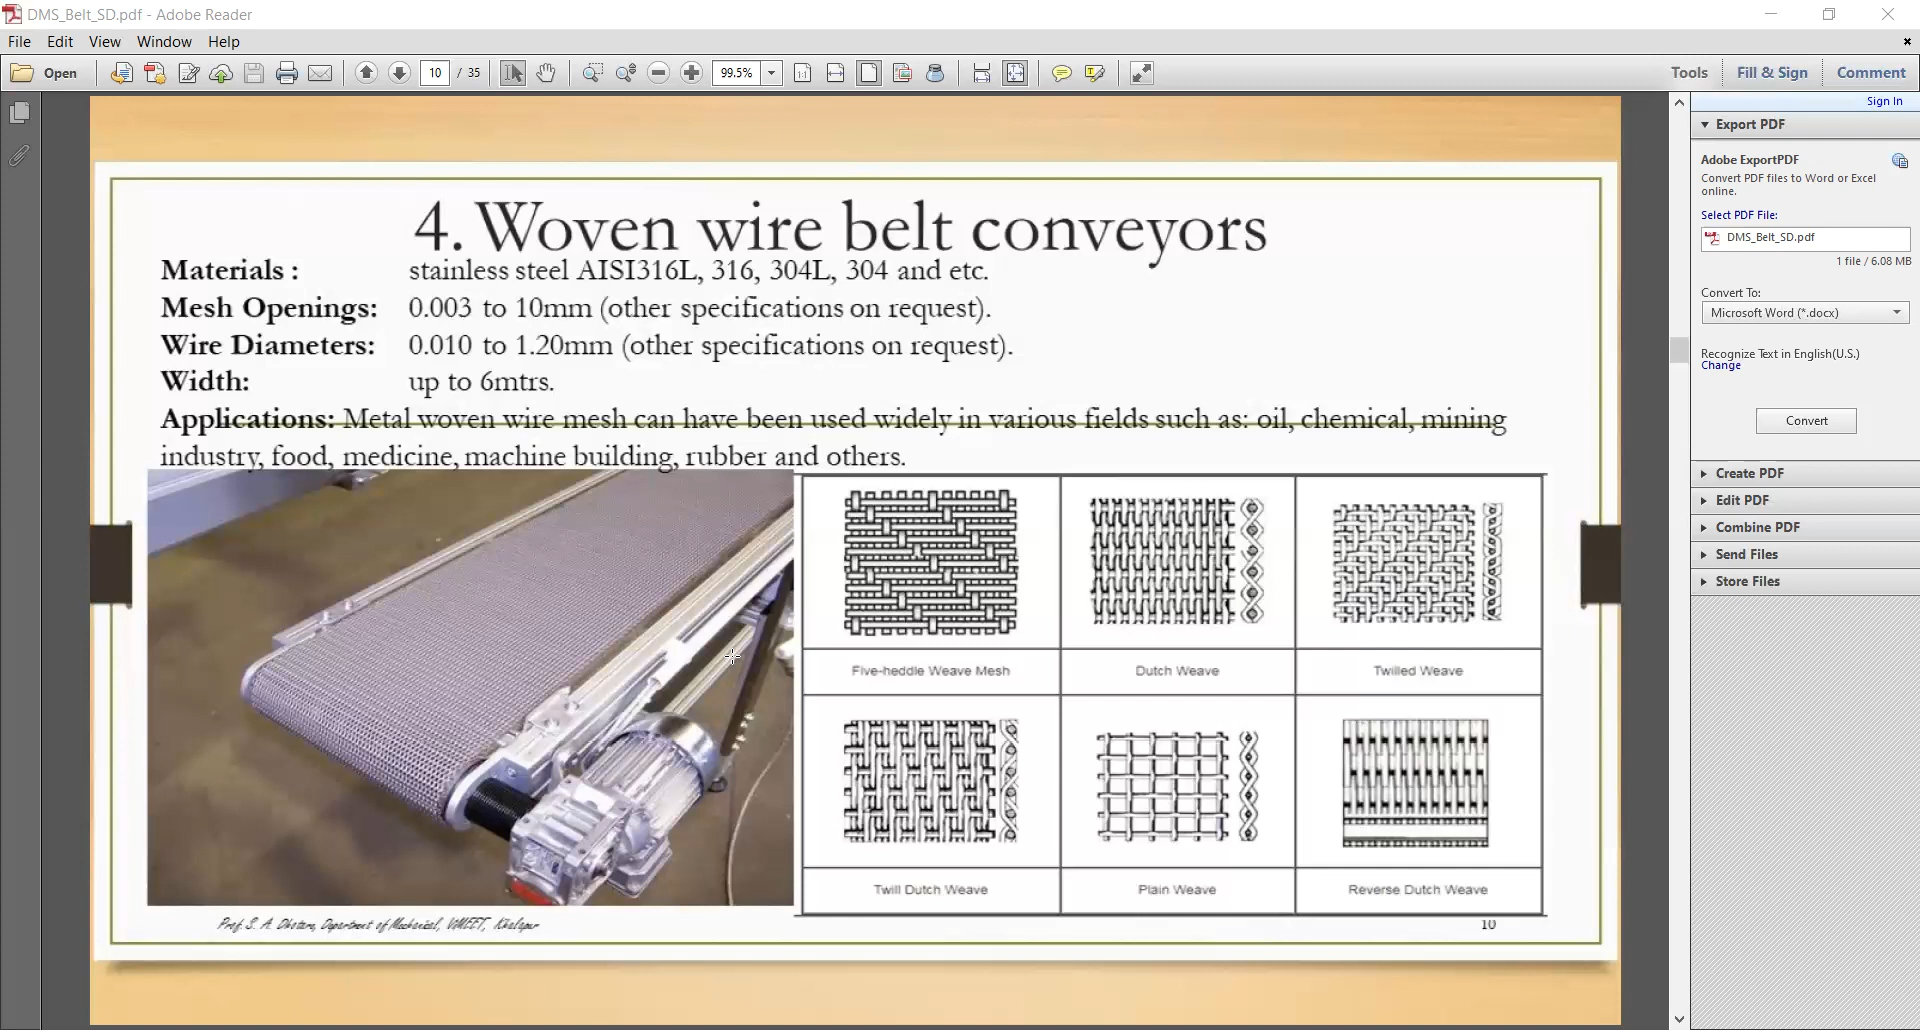 DMS_Belt_SD.pdf - Adobe Reader
File Edit View Window Help
Open 10 / 35 99.5% Tools Fill & Sign Comment
Sign In
Export PDF
Adobe ExportPDF
Convert PDF files to Word or Excel
online.
Select PDF File:
DMS_Belt_SD.pdf
1 file / 6.08 MB
Convert To:
Microsoft Word (*.docx)
Recognize Text in English(U.S.)
Change
Convert
Create PDF
Edit PDF
Combine PDF
Send Files
Store Files
4. Woven wire belt conveyors
Materials : stainless steel AISI316L, 316, 304L, 304 and etc.
Mesh Openings: 0.003 to 10mm (other specifications on request).
Wire Diameters: 0.010 to 1.20mm (other specifications on request).
Width: up to 6mtrs.
Applications: Metal woven wire mesh can have been used widely in various fields such as: oil, chemical, mining
industry, food, medicine, machine building, rubber and others.
Five-heddle Weave Mesh Dutch Weave Twilled Weave
Twill Dutch Weave Plain Weave Reverse Dutch Weave
Prof. S. A. Dhatrak, Department of Mechanical, VIMEET, Khalapur
10